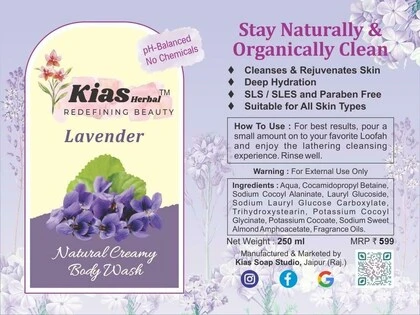 pH-Balanced
No Chemicals
Kias Herbal™
REDEFINING BEAUTY
Lavender
Natural Creamy
Body Wash
Stay Naturally &
Organically Clean
♦ Cleanses & Rejuvenates Skin
♦ Deep Hydration
♦ SLS / SLES and Paraben Free
♦ Suitable for All Skin Types
How To Use : For best results, pour a
small amount on to your favorite Loofah
and enjoy the lathering cleansing
experience. Rinse well.
Warning : For External Use Only
Ingredients : Aqua, Cocamidopropyl Betaine,
Sodium Cocoyl Alaninate, Lauryl Glucoside,
Sodium Lauryl Glucose Carboxylate,
Trihydroxystearin, Potassium Cocoyl
Glycinate, Potassium Cocoate, Sodium Sweet
Almond Amphoacetate, Fragrance Oils.
Net Weight : 250 ml MRP ₹ 599
Manufactured & Marketed by
Kias Soap Studio, Jaipur (Raj.)